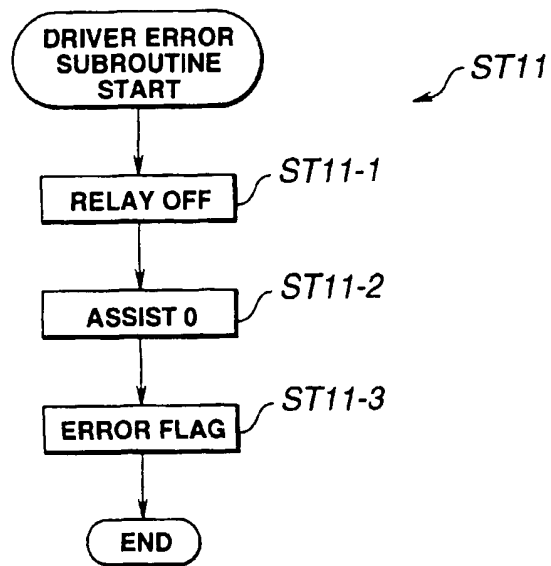 DRIVER ERROR
SUBROUTINE
START
ST11
ST11-1
RELAY OFF
ST11-2
ASSIST 0
ST11-3
ERROR FLAG
END